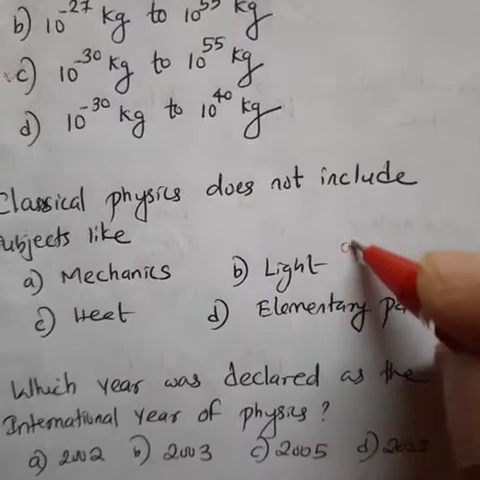 b) 10⁻²⁷ kg to 10⁵⁵ kg
c) 10⁻³⁰ kg to 10⁵⁵ kg
d) 10⁻³⁰ kg to 10⁴⁰ kg
Classical physics does not include
subjects like
a) Mechanics b) Light
c) Heet d) Elementary
Which year was declared as the
International year of physics?
a) 2002 b) 2003 c) 2005 d)